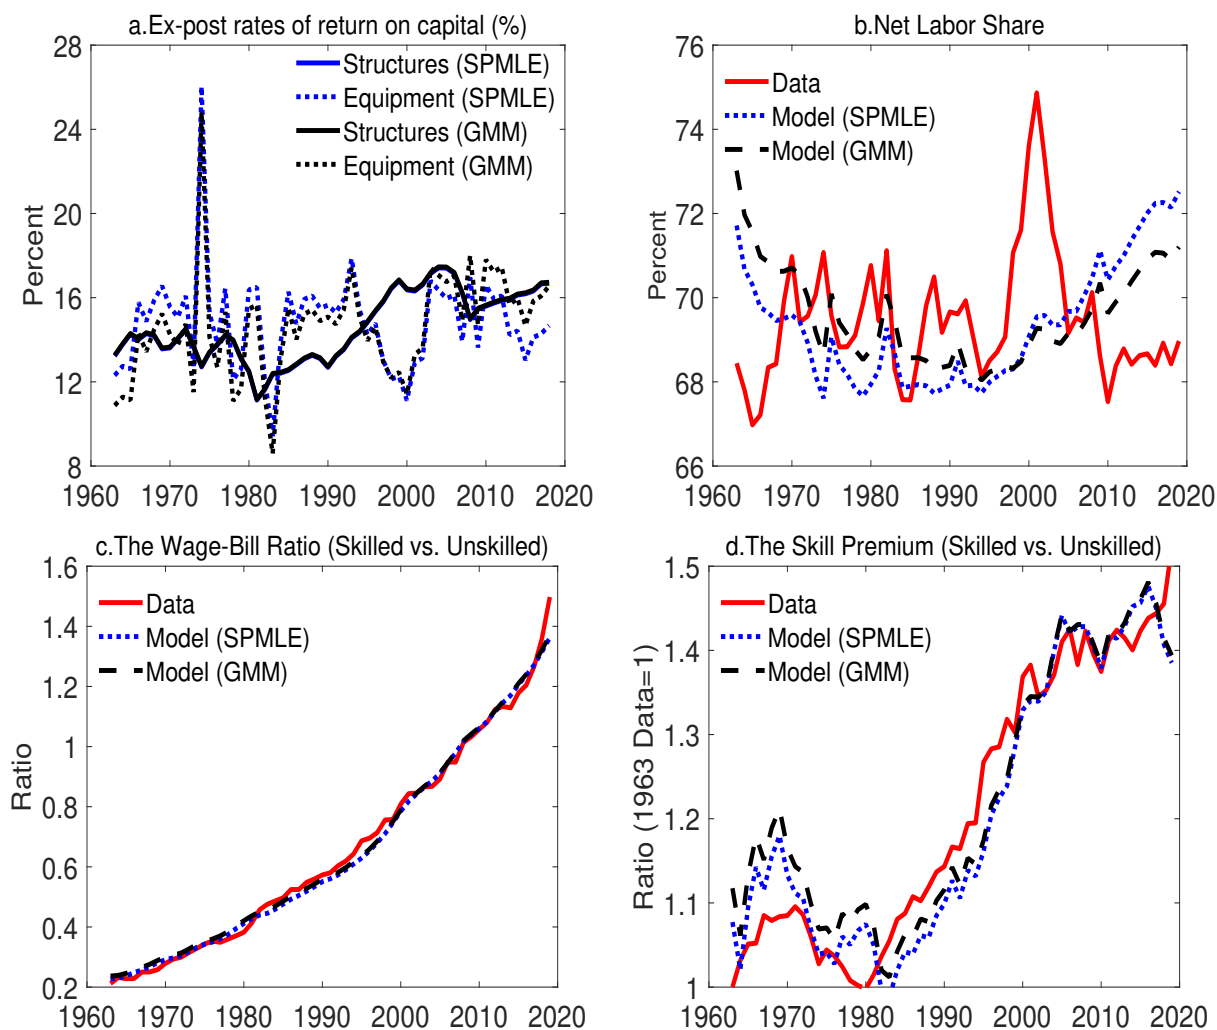 a.Ex-post rates of return on capital (%)
28
24
20
16
12
8
Percent
Structures (SPMLE)
Equipment (SPMLE)
Structures (GMM)
Equipment (GMM)
1960 1970 1980 1990 2000 2010 2020
b.Net Labor Share
76
74
72
70
68
66
Percent
Data
Model (SPMLE)
Model (GMM)
1960 1970 1980 1990 2000 2010 2020
c.The Wage-Bill Ratio (Skilled vs. Unskilled)
1.6
1.4
1.2
1
0.8
0.6
0.4
0.2
Ratio
Data
Model (SPMLE)
Model (GMM)
1960 1970 1980 1990 2000 2010 2020
d.The Skill Premium (Skilled vs. Unskilled)
1.5
1.4
1.3
1.2
1.1
1
Ratio (1963 Data=1)
Data
Model (SPMLE)
Model (GMM)
1960 1970 1980 1990 2000 2010 2020